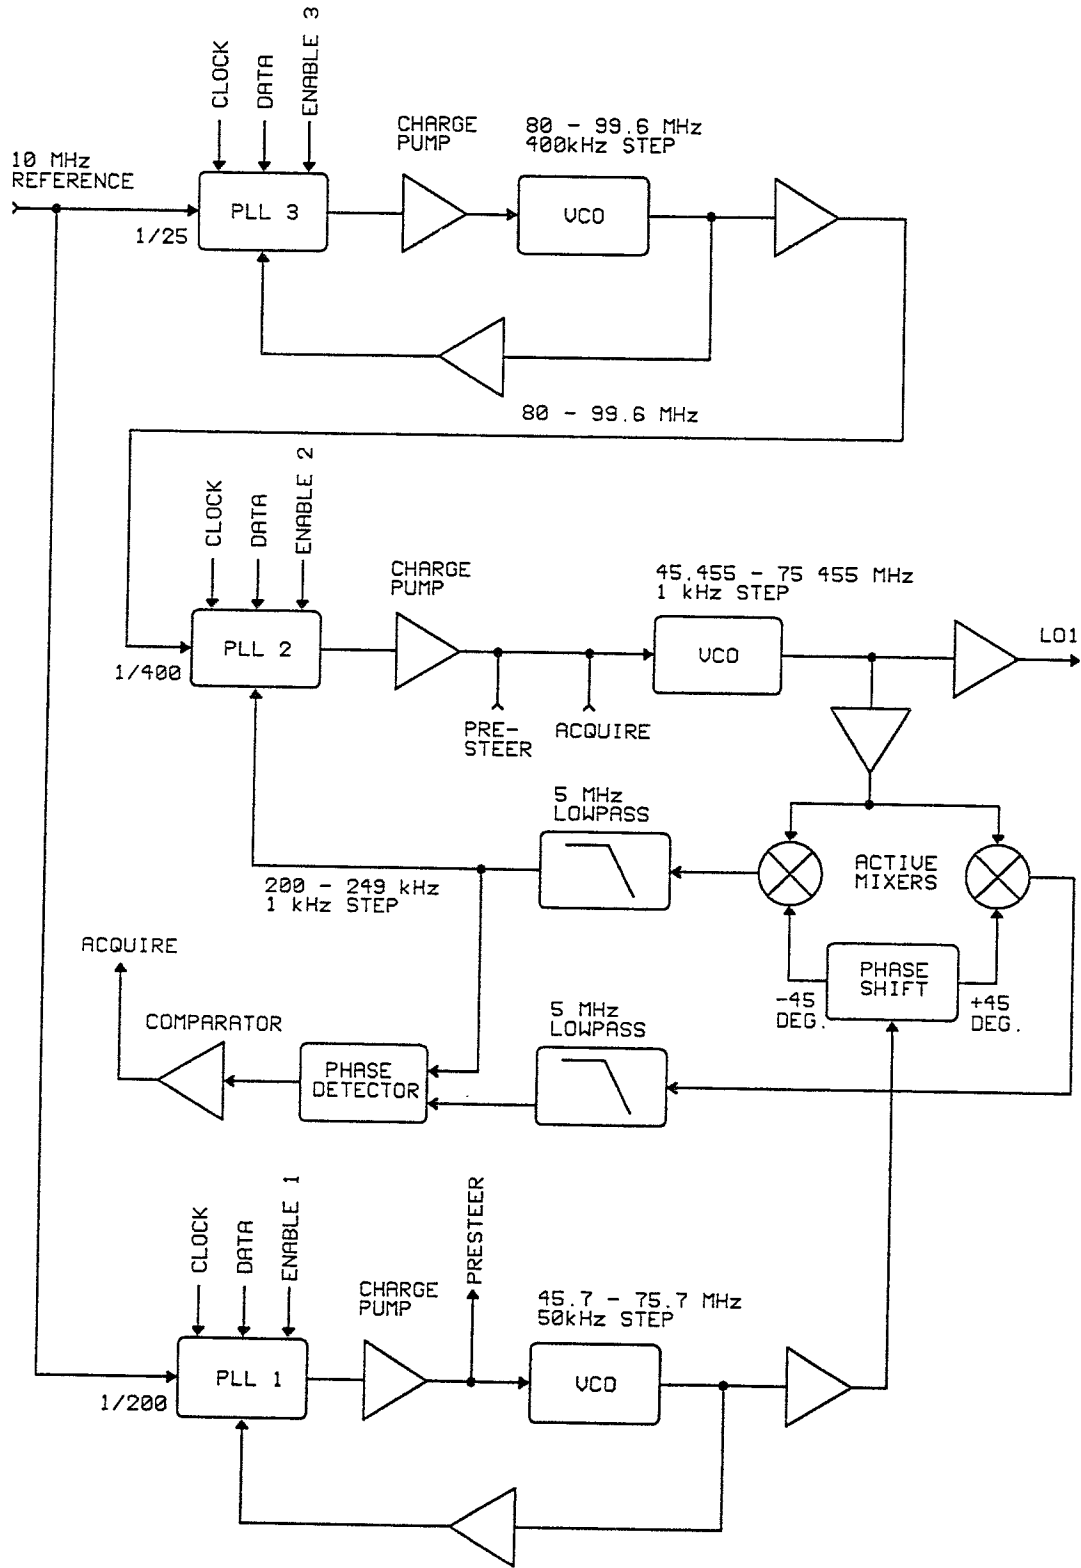 CLOCK
DATA
ENABLE 3
CHARGE
PUMP
80 - 99.6 MHz
400kHz STEP
10 MHz
REFERENCE
PLL 3
VCO
1/25
80 - 99.6 MHz
CLOCK
DATA
ENABLE 2
CHARGE
PUMP
45.455 - 75 455 MHz
1 kHz STEP
PLL 2
VCO
LO1
1/400
PRE-
STEER
ACQUIRE
5 MHz
LOWPASS
ACTIVE
MIXERS
200 - 249 kHz
1 kHz STEP
ACQUIRE
PHASE
SHIFT
-45
DEG.
+45
DEG.
COMPARATOR
5 MHz
LOWPASS
PHASE
DETECTOR
CLOCK
DATA
ENABLE 1
CHARGE
PUMP
PRESTEER
45.7 - 75.7 MHz
50kHz STEP
PLL 1
VCO
1/200